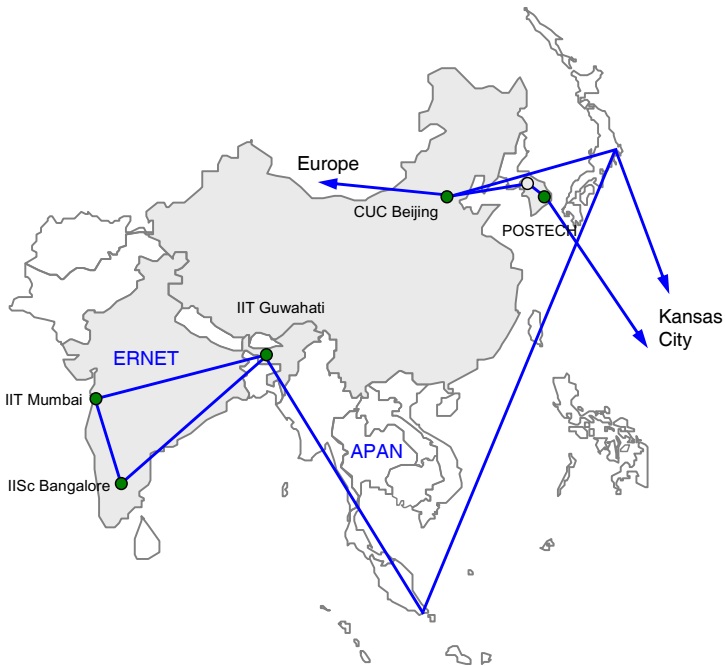 Europe
CUC Beijing
POSTECH
IIT Guwahati
Kansas
City
ERNET
IIT Mumbai
APAN
IISc Bangalore